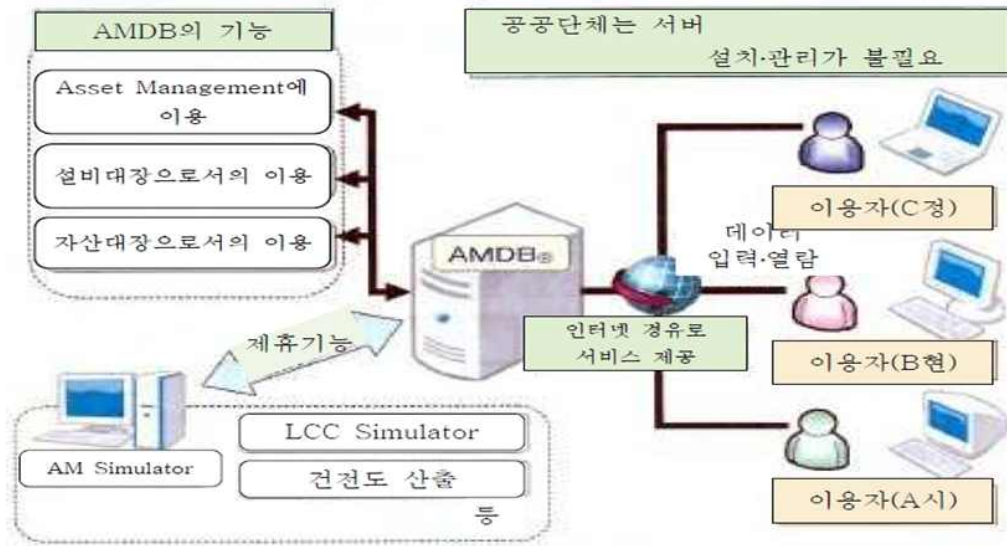 AMDB의 기능
Asset Management에
이용
설비대장으로서의 이용
자산대장으로서의 이용
공공단체는 서버
설치·관리가 불필요
이용자(C정)
데이터
입력·열람
AMDB®
인터넷 경유로
서비스 제공
이용자(B현)
제휴기능
AM Simulator
LCC Simulator
건전도 산출
등
이용자(A시)